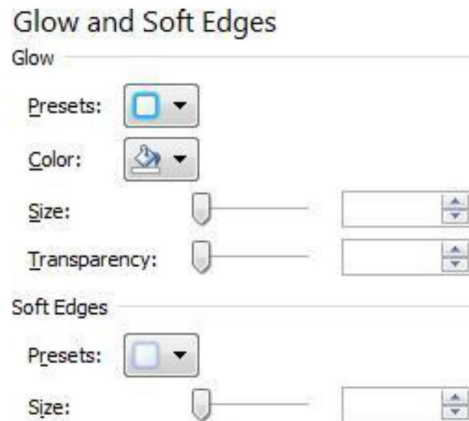 Glow and Soft Edges
Glow
Presets:
Color:
Size:
Transparency:
Soft Edges
Presets:
Size: